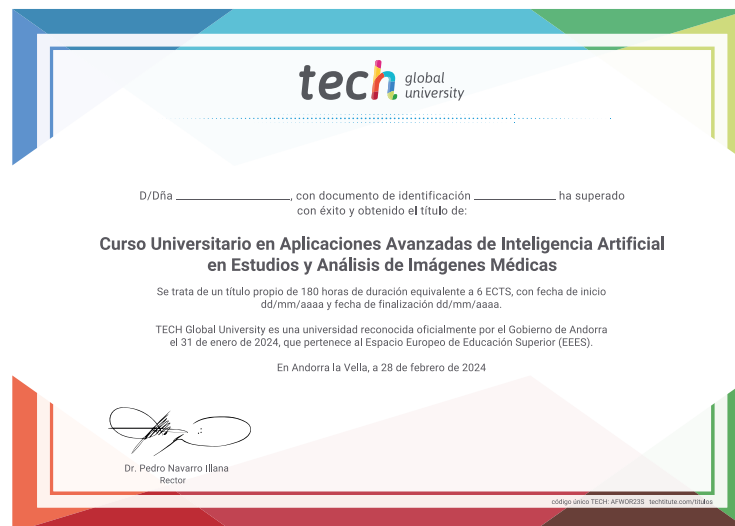 tech global university
D/Dña ____________, con documento de identificación ____________ ha superado
con éxito y obtenido el título de:
Curso Universitario en Aplicaciones Avanzadas de Inteligencia Artificial
en Estudios y Análisis de Imágenes Médicas
Se trata de un título propio de 180 horas de duración equivalente a 6 ECTS, con fecha de inicio
dd/mm/aaaa y fecha de finalización dd/mm/aaaa.
TECH Global University es una universidad reconocida oficialmente por el Gobierno de Andorra
el 31 de enero de 2024, que pertenece al Espacio Europeo de Educación Superior (EEES).
En Andorra la Vella, a 28 de febrero de 2024
Dr. Pedro Navarro Illana
Rector
código único TECH: AFWOR23S techtitute.com/titulos